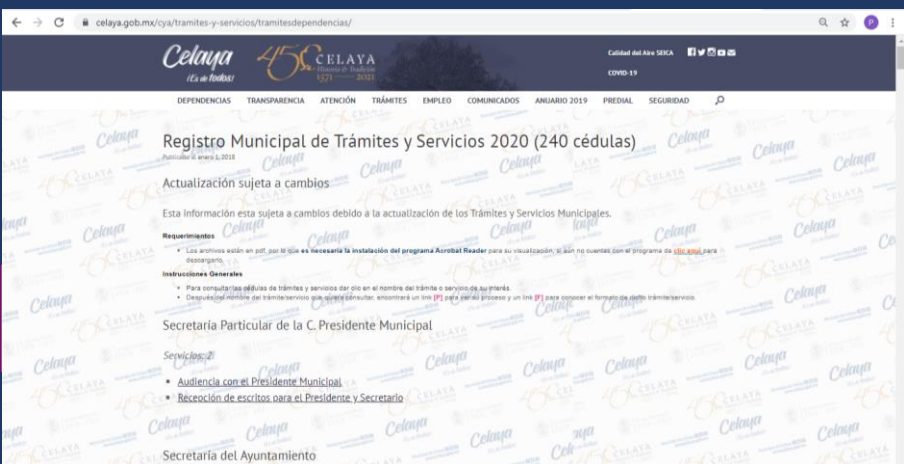 celaya.gob.mx/cya/tramites-y-servicios/tramitesdependencias/
Celaya
¡Es de todos!
450 CELAYA
Historia & Tradición
1571 2021
Calidad del Aire SEICA
COVID-19
DEPENDENCIAS TRANSPARENCIA ATENCIÓN TRÁMITES EMPLEO COMUNICADOS ANUARIO 2019 PREDIAL SEGURIDAD
Registro Municipal de Trámites y Servicios 2020 (240 cédulas)
Publicado el enero 1, 2018
Actualización sujeta a cambios
Esta información esta sujeta a cambios debido a la actualización de los Trámites y Servicios Municipales.
Requerimientos
Los archivos están en pdf, por lo que es necesaria la instalación del programa Acrobat Reader para su visualización, si aún no cuentas con el programa da clic aquí para
descargarlo.
Instrucciones Generales
Para consultar las cédulas de trámites y servicios dar clic en el nombre del trámite o servicio de su interés.
Después del nombre del trámite/servicio que quiera consultar, encontrará un link [P] para ver su proceso y un link [F] para conocer el formato de dicho trámite/servicio.
Secretaría Particular de la C. Presidente Municipal
Servicios: 2
Audiencia con el Presidente Municipal
Recepción de escritos para el Presidente y Secretario
Secretaría del Ayuntamiento